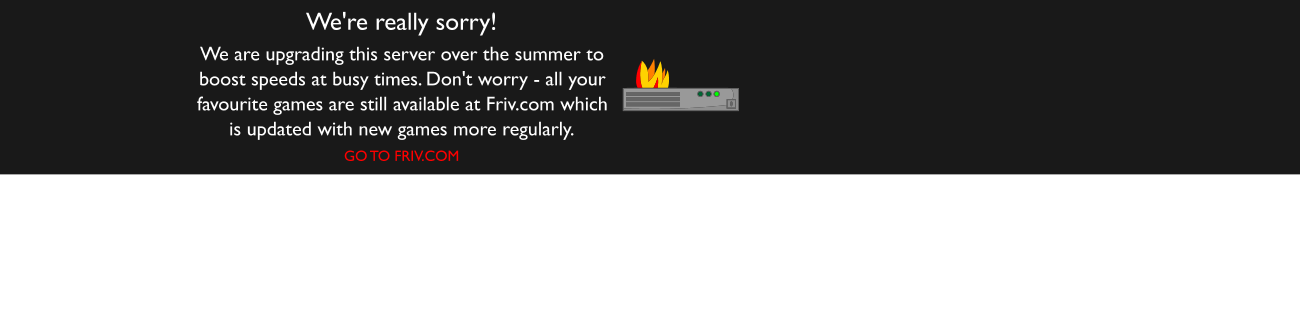 We're really sorry!
We are upgrading this server over the summer to
boost speeds at busy times. Don't worry - all your
favourite games are still available at Friv.com which
is updated with new games more regularly.
GO TO FRIV.COM